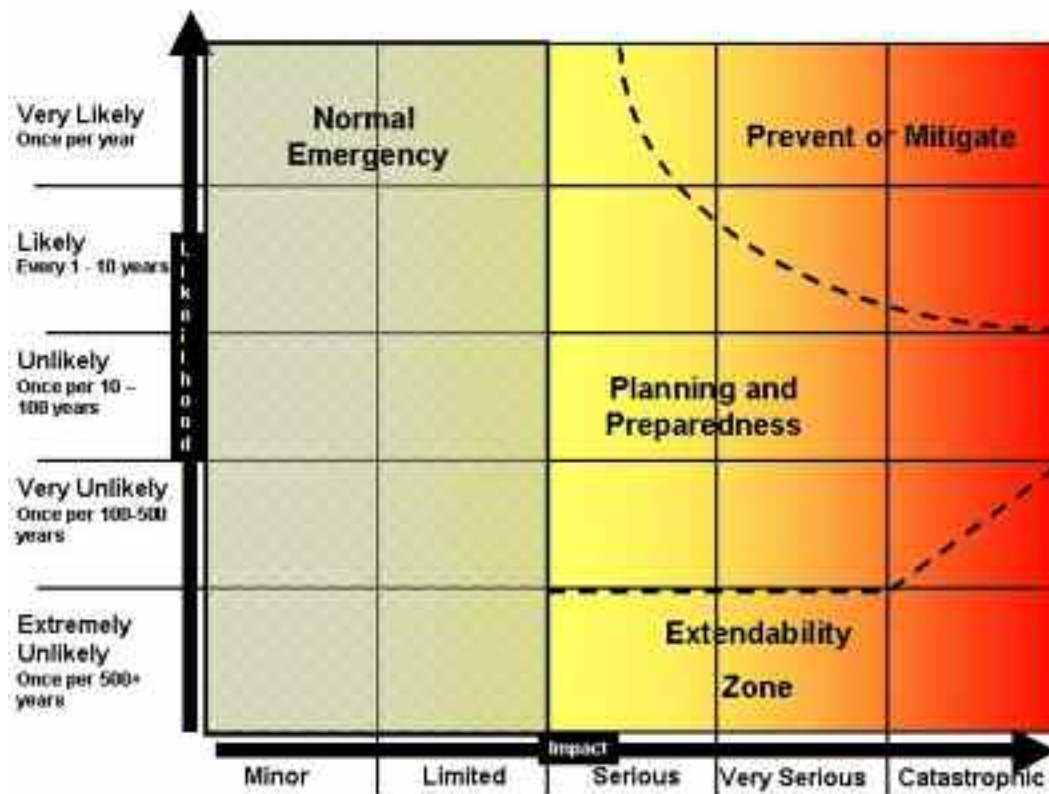 Very Likely
Once per year
Normal
Emergency
Prevent or Mitigate
Likely
Every 1 - 10 years
Likelihood
Unlikely
Once per 10 –
100 years
Planning and
Preparedness
Very Unlikely
Once per 100-500
years
Extremely
Unlikely
Once per 500+
years
Extendability
Zone
Impact
Minor
Limited
Serious
Very Serious
Catastrophic